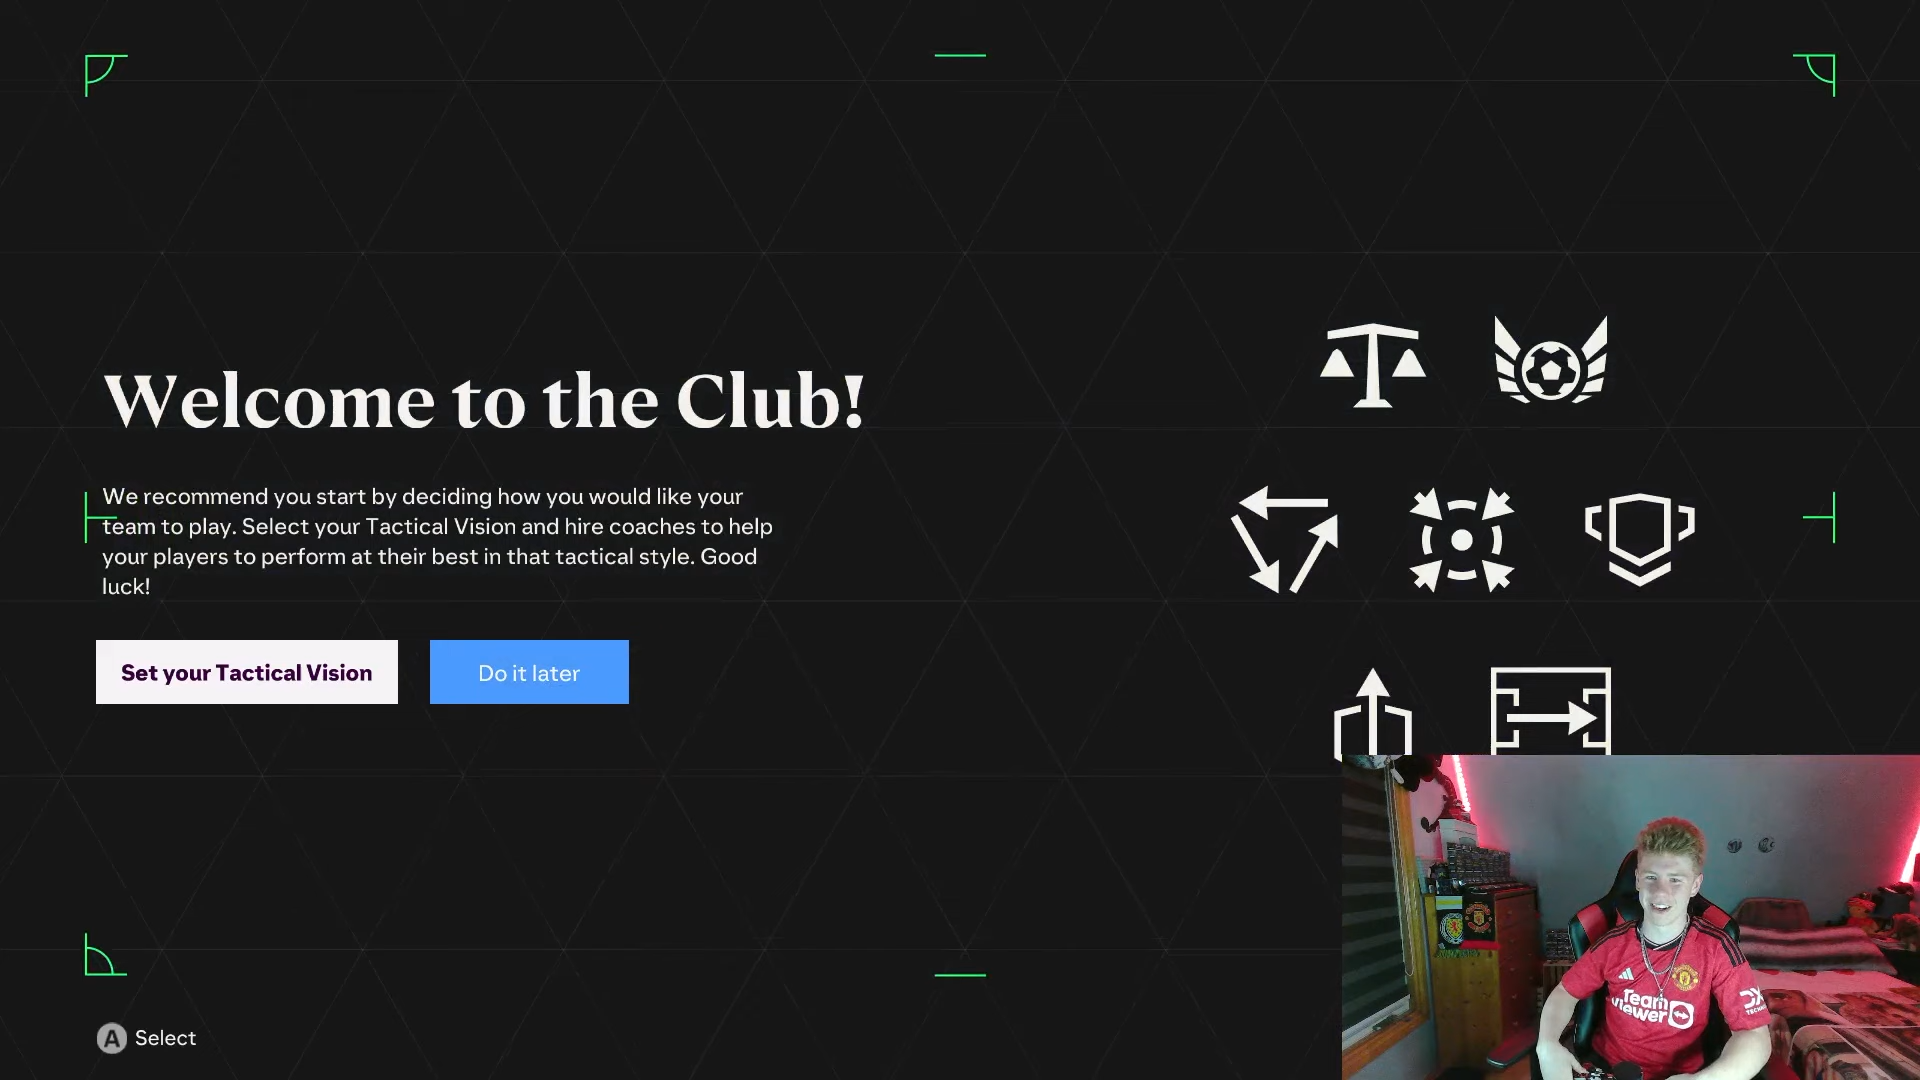 Welcome to the Club!
We recommend you start by deciding how you would like your
team to play. Select your Tactical Vision and hire coaches to help
your players to perform at their best in that tactical style. Good
luck!
Set your Tactical Vision
Do it later
A Select
Team
Viewer